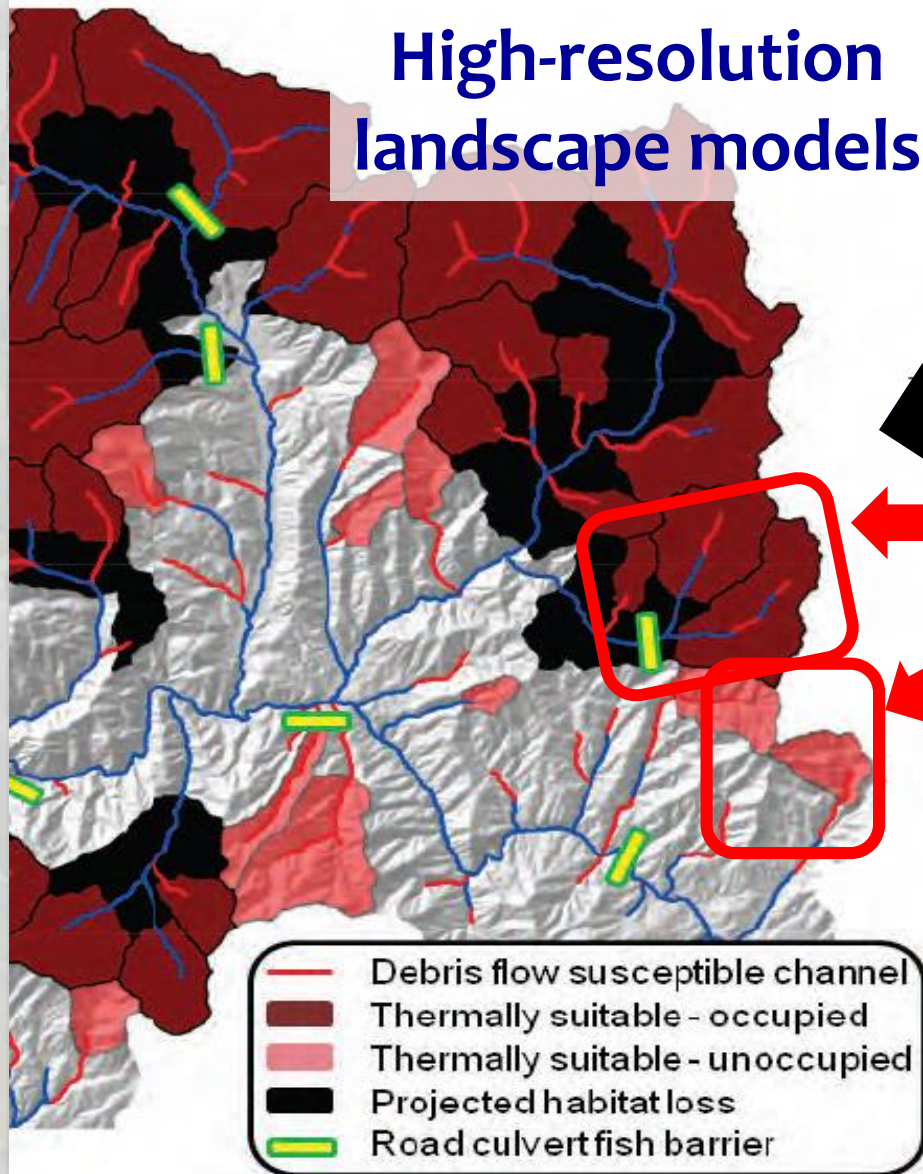 High-resolution
landscape models
Debris flow susceptible channel
Thermally suitable - occupied
Thermally suitable - unoccupied
Projected habitat loss
Road culvert fish barrier